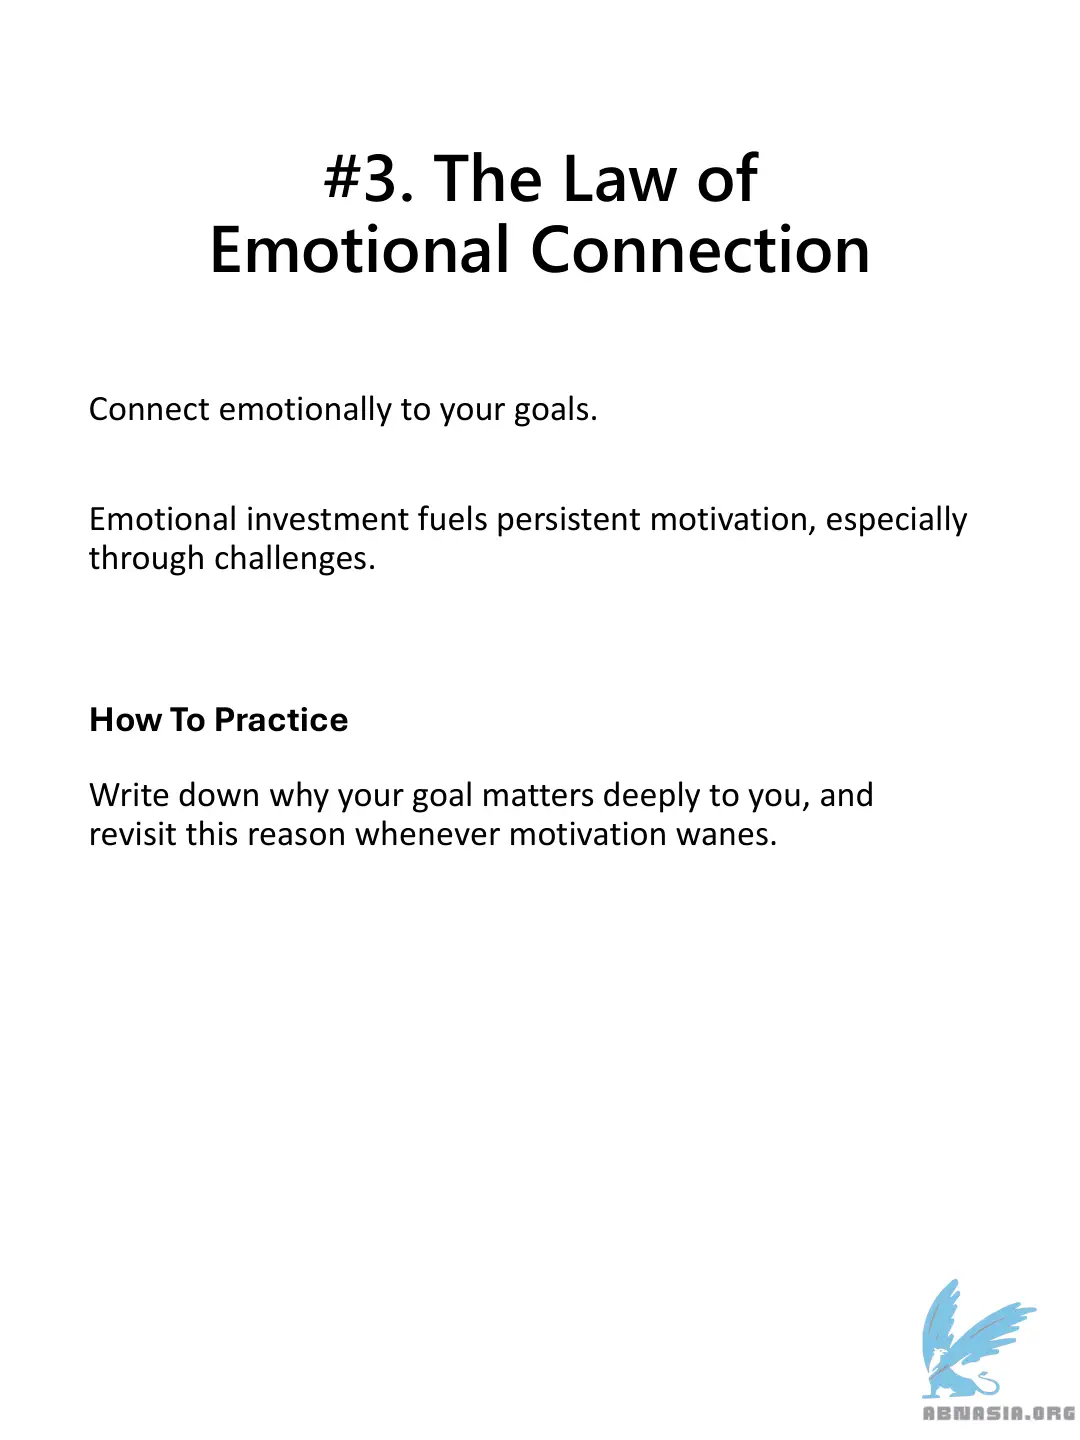 #3. The Law of
Emotional Connection
Connect emotionally to your goals.
Emotional investment fuels persistent motivation, especially
through challenges.
How To Practice
Write down why your goal matters deeply to you, and
revisit this reason whenever motivation wanes.
ABNASIA.ORG